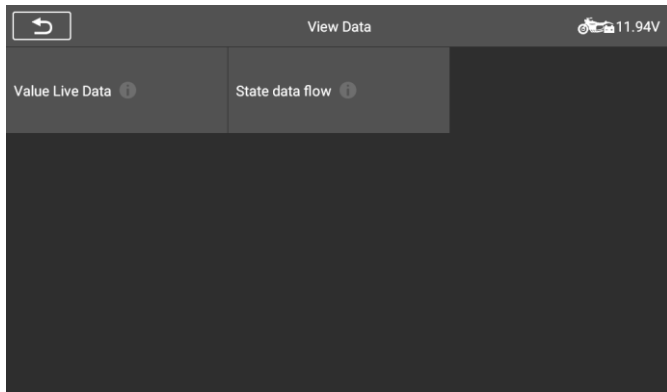 View Data
11.94V
Value Live Data
State data flow